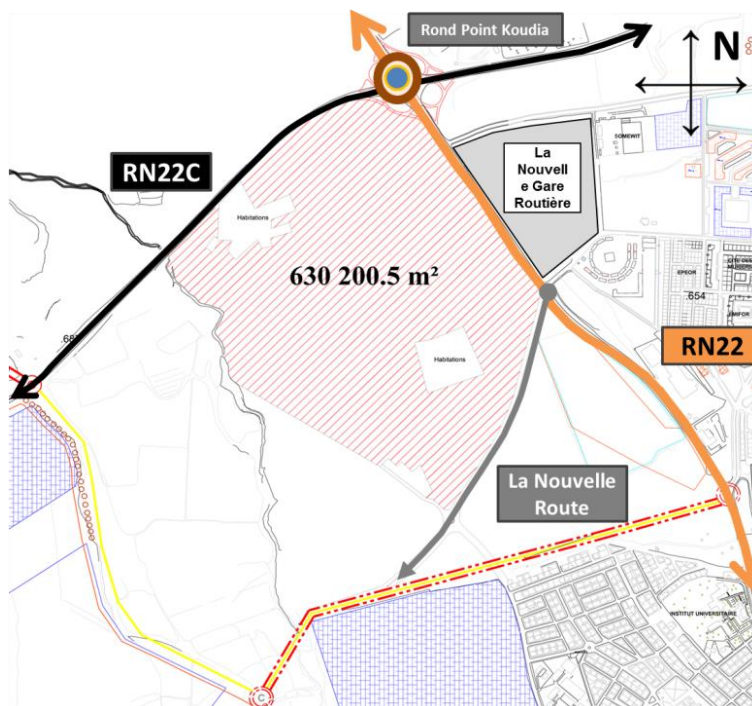 Rond Point Koudia
N
RN22C
SOMEWIT
La
Nouvell
e Gare
Routière
Habitations
630 200.5 m²
EPEOR
.654
RN22
Habitations
La Nouvelle
Route
INSTITUT UNIVERSITAIRE
C